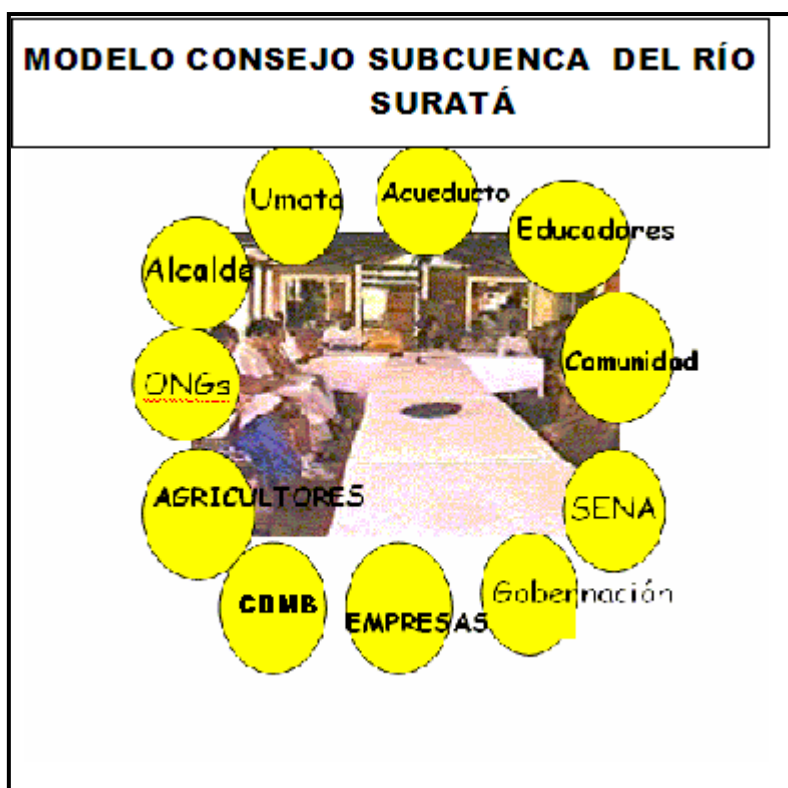 MODELO CONSEJO SUBCUENCA DEL RÍO
SURATÁ
Umata
Acueducto
Educadores
Alcalde
Comunidad
ONGs
AGRICULTORES
SENA
Gobernación
CDMB
EMPRESAS